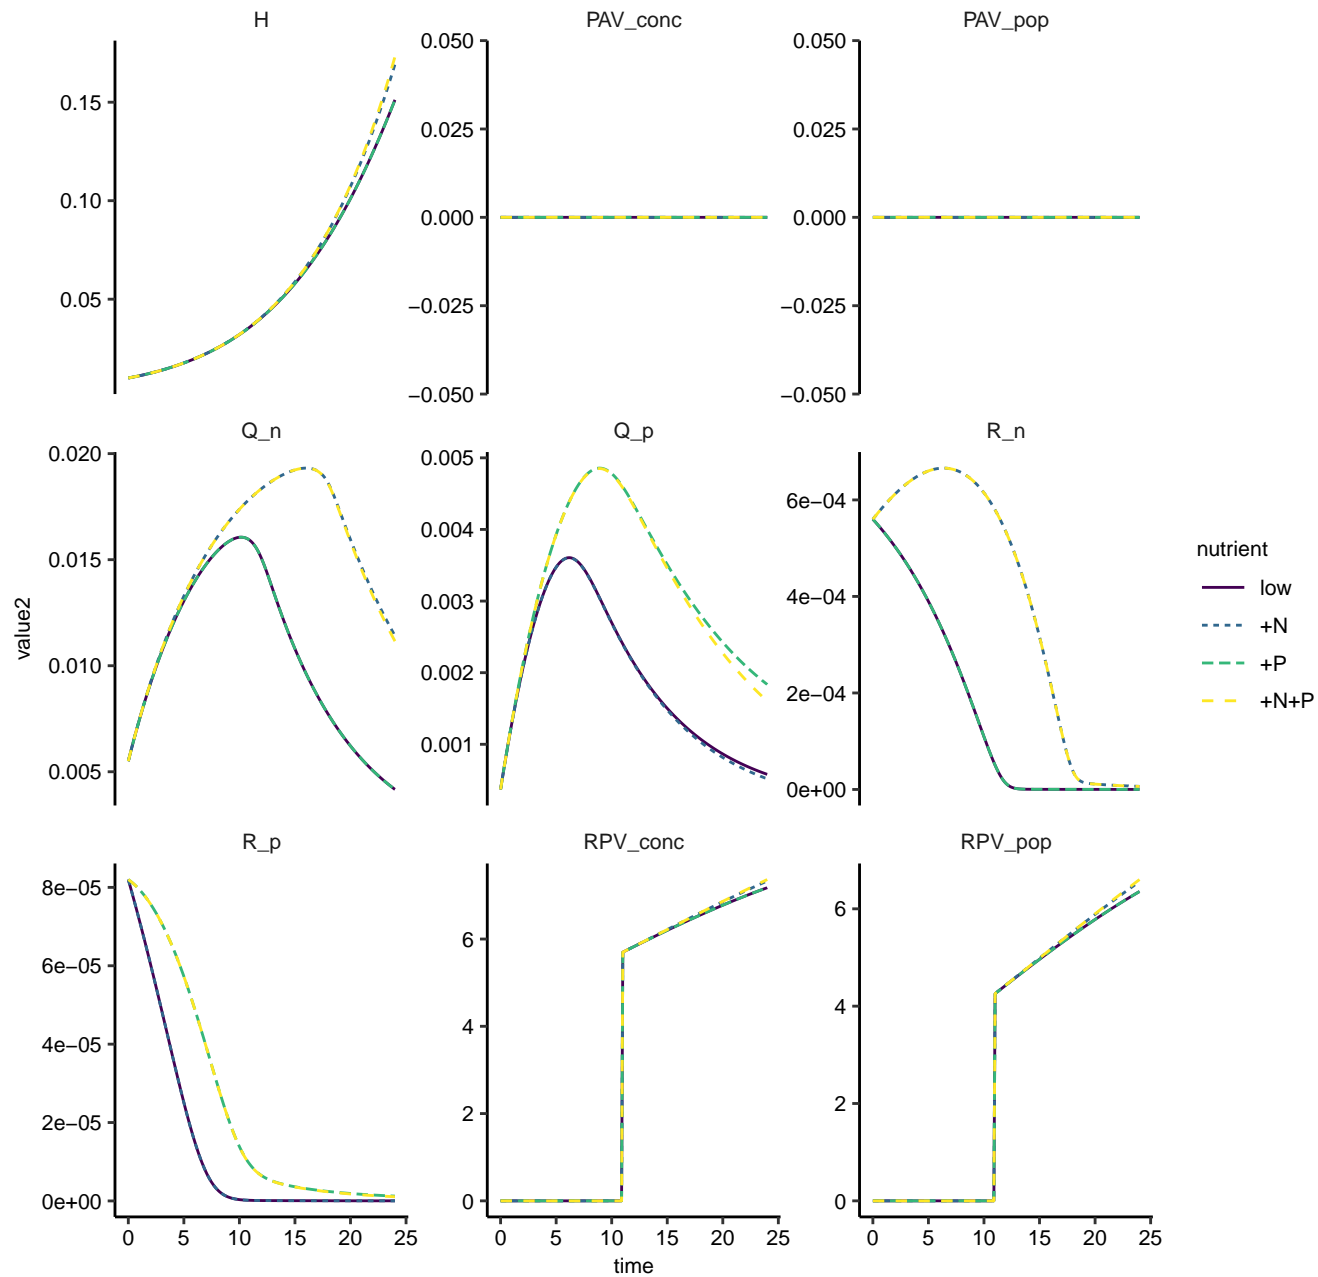 H
PAV_conc
PAV_pop
0.15
0.10
0.05
0.050
0.025
0.000
−0.025
−0.050
0.050
0.025
0.000
−0.025
−0.050
Q_n
Q_p
R_n
0.020
0.015
0.010
0.005
0.005
0.004
0.003
0.002
0.001
6e−04
4e−04
2e−04
0e+00
value2
nutrient
low
+N
+P
+N+P
R_p
RPV_conc
RPV_pop
8e−05
6e−05
4e−05
2e−05
0e+00
6
4
2
0
6
4
2
0
0 5 10 15 20 25
0 5 10 15 20 25
0 5 10 15 20 25
time